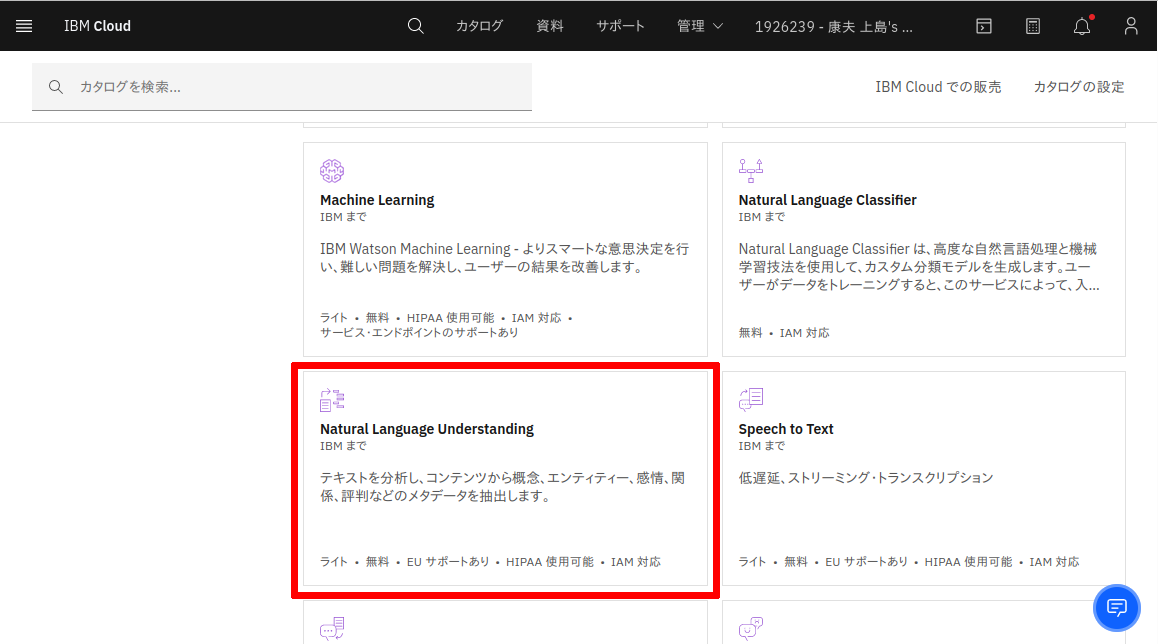 IBM Cloud
カタログ
資料
サポート
管理
1926239 - 康夫 上島's ...
カタログを検索...
IBM Cloud での販売
カタログの設定
Machine Learning
IBM まで
IBM Watson Machine Learning - よりスマートな意思決定を行
い、難しい問題を解決し、ユーザーの結果を改善します。
ライト • 無料 • HIPAA 使用可能 • IAM 対応 •
サービス・エンドポイントのサポートあり
Natural Language Classifier
IBM まで
Natural Language Classifier は、高度な自然言語処理と機械
学習技法を使用して、カスタム分類モデルを生成します。ユー
ザーがデータをトレーニングすると、このサービスによって、入...
無料 • IAM 対応
Natural Language Understanding
IBM まで
テキストを分析し、コンテンツから概念、エンティティー、感情、関
係、評判などのメタデータを抽出します。
ライト • 無料 • EU サポートあり • HIPAA 使用可能 • IAM 対応
Speech to Text
IBM まで
低遅延、ストリーミング・トランスクリプション
ライト • 無料 • EU サポートあり • HIPAA 使用可能 • IAM 対応